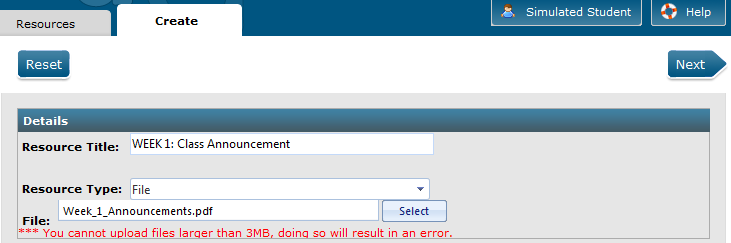 Resources Create Simulated Student Help
Reset Next
Details
Resource Title: WEEK 1: Class Announcement
Resource Type: File
File: Week_1_Announcements.pdf Select
*** You cannot upload files larger than 3MB, doing so will result in an error.